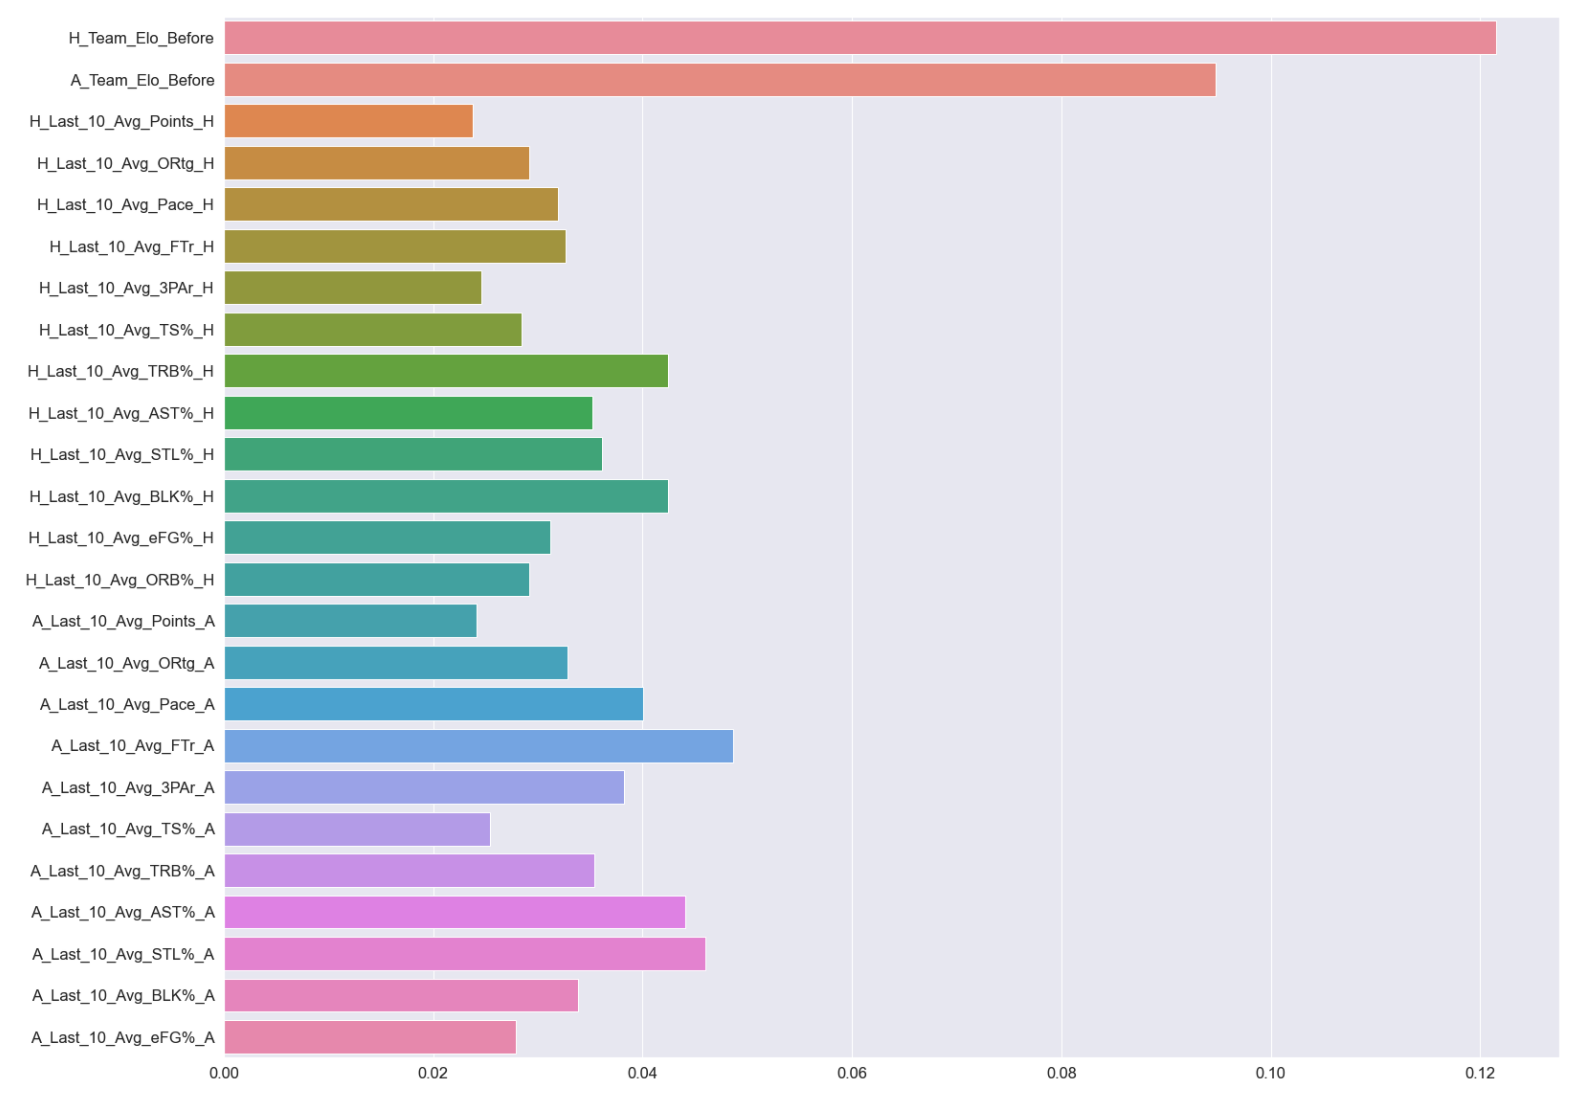 H_Team_Elo_Before
A_Team_Elo_Before
H_Last_10_Avg_Points_H
H_Last_10_Avg_ORtg_H
H_Last_10_Avg_Pace_H
H_Last_10_Avg_FTr_H
H_Last_10_Avg_3PAr_H
H_Last_10_Avg_TS%_H
H_Last_10_Avg_TRB%_H
H_Last_10_Avg_AST%_H
H_Last_10_Avg_STL%_H
H_Last_10_Avg_BLK%_H
H_Last_10_Avg_eFG%_H
H_Last_10_Avg_ORB%_H
A_Last_10_Avg_Points_A
A_Last_10_Avg_ORtg_A
A_Last_10_Avg_Pace_A
A_Last_10_Avg_FTr_A
A_Last_10_Avg_3PAr_A
A_Last_10_Avg_TS%_A
A_Last_10_Avg_TRB%_A
A_Last_10_Avg_AST%_A
A_Last_10_Avg_STL%_A
A_Last_10_Avg_BLK%_A
A_Last_10_Avg_eFG%_A
0.00 0.02 0.04 0.06 0.08 0.10 0.12